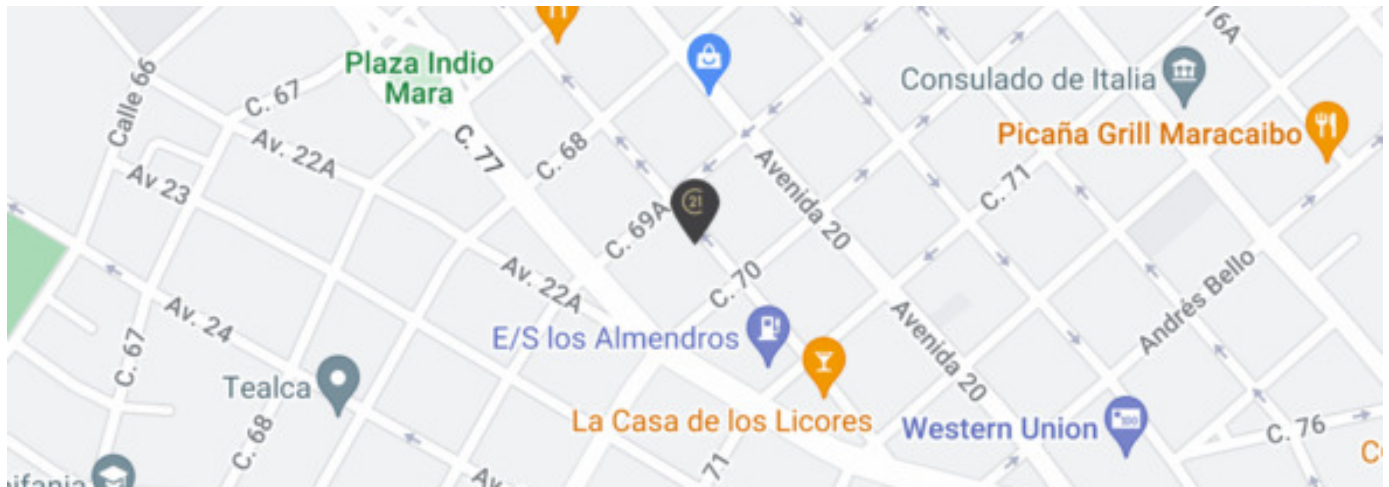 16A
Calle 66
Plaza Indio
Mara
Consulado de Italia
C. 67
Picaña Grill Maracaibo
C. 77
C. 68
Av. 22A
Avenida 20
C. 71
Av 23
21
C. 69A
C. 70
Av. 22A
Andrés Bello
Av. 24
E/S los Almendros
Avenida 20
C. 67
Tealca
La Casa de los Licores
Western Union
C. 76
C. 68
71